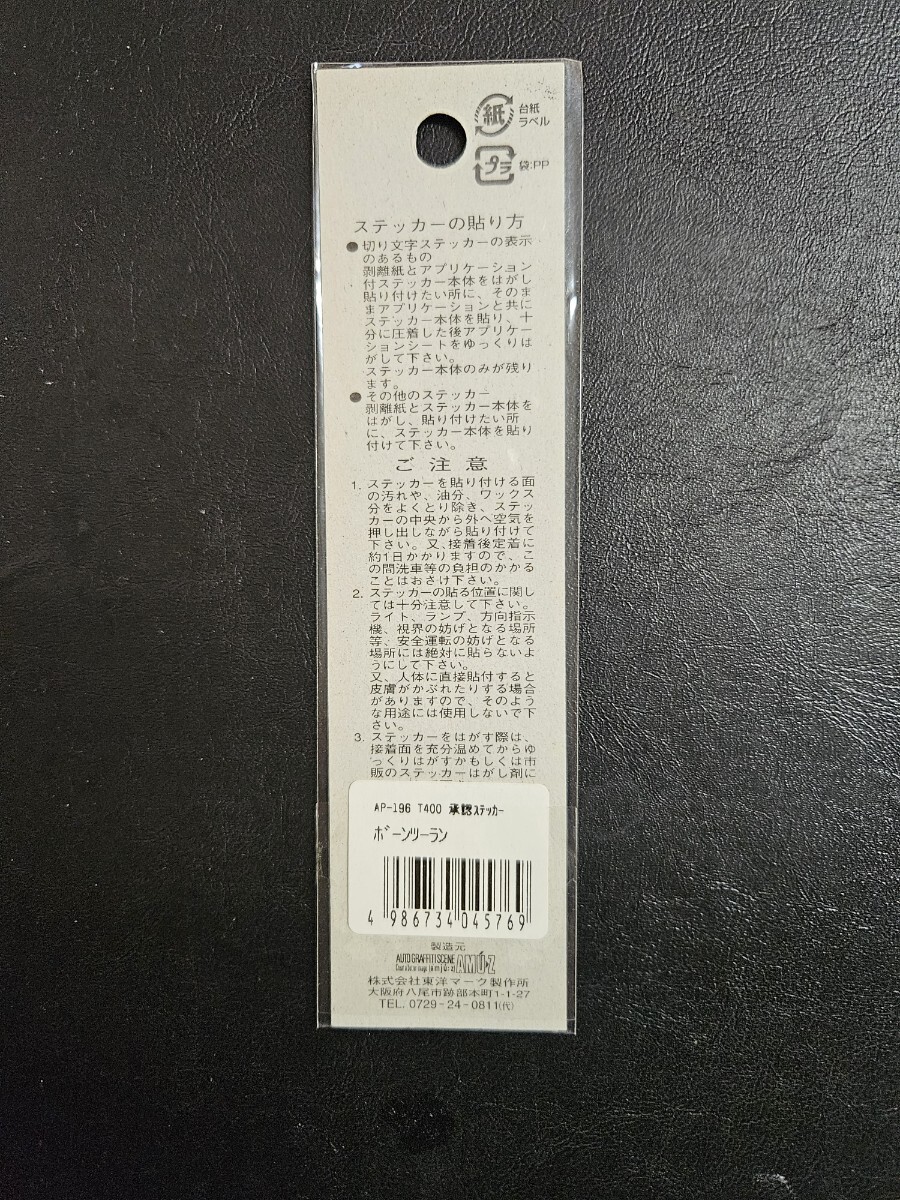 紙
台紙
ラベル
プラ
袋:PP
ステッカーの貼り方
●切り文字ステッカーの表示
のあるもの
剥離紙とアプリケーション
付ステッカー本体をはがし
貼り付けたい所に、そのま
まアプリケーションと共に
ステッカー本体を貼り、十
分に圧着した後アプリケー
ションシートをゆっくりは
がして下さい。
ステッカー本体のみが残り
ます。
●その他のステッカー
剥離紙とステッカー本体を
はがし、貼り付けたい所
に、ステッカー本体を貼り
付けて下さい。
ご注意
1. ステッカーを貼り付ける面
の汚れや、油分、ワックス
分をよくとり除き、ステッ
カーの中央から外へ空気を
押し出しながら貼り付けて
下さい。又、接着後定着に
約1日かかりますので、こ
の間洗車等の負担のかかる
ことはおさけ下さい。
2. ステッカーの貼る位置に関し
ては十分注意して下さい。
ライト、ランプ、方向指示
機、視界の妨げとなる場所
等、安全運転の妨げとなる
場所には絶対に貼らないよ
うにして下さい。
又、人体に直接貼付すると
皮膚がかぶれたりする場合
がありますので、そのよう
な用途には使用しないで下
さい。
3. ステッカーをはがす際は、
接着面を充分温めてからゆ
っくりはがすかもしくは市
販のステッカーはがし剤に
AP-196 T400 承認ステッカー
ボーンツーラン
4 986734 045769
製造元
AUTO GRAFFITI SCENE
AMÚ·Z
株式会社東洋マーク製作所
大阪府八尾市跡部本町1-1-27
TEL. 0729-24-0811(代)